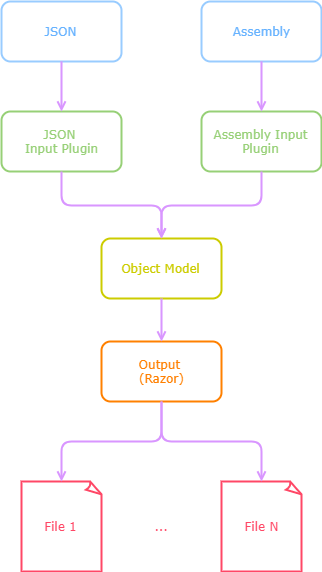 JSON
Assembly
JSON
Input Plugin
Assembly Input
Plugin
Object Model
Output
(Razor)
File 1
...
File N